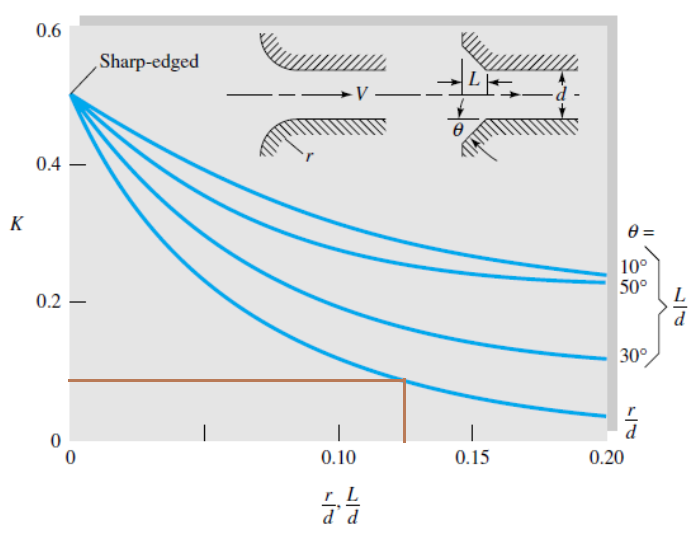 0.6
Sharp-edged
V
L
d
θ
r
0.4
K
0.2
0
θ =
10°
50°
30°
L
d
r
d
0
0.10
0.15
0.20
r L
d , d